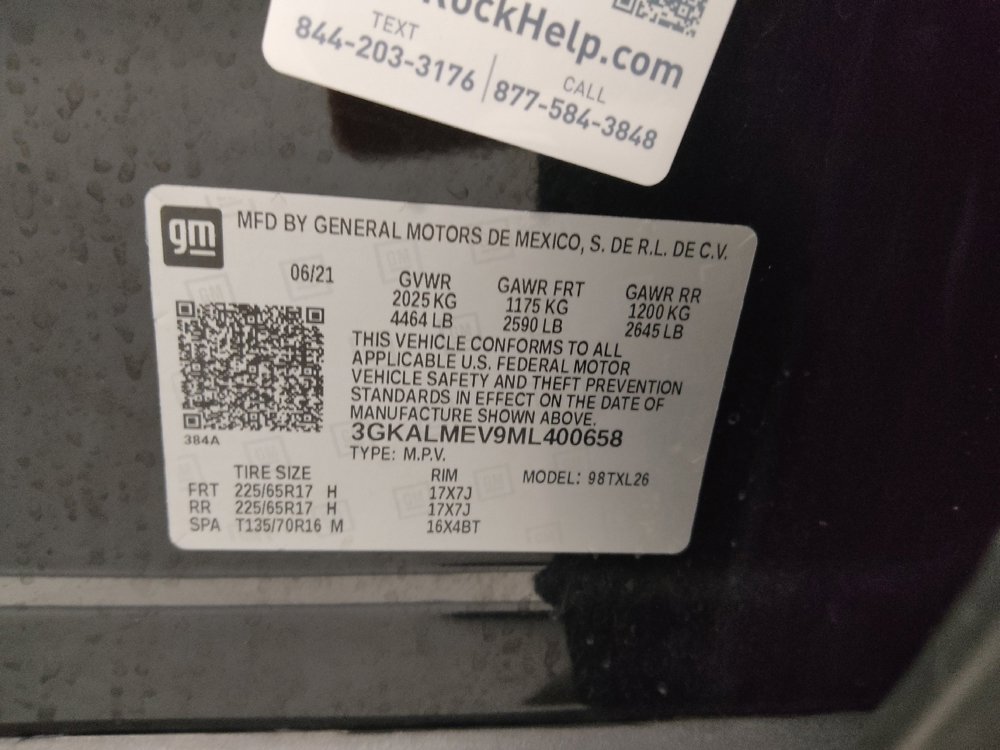 RockHelp.com
TEXT
844-203-3176
CALL
877-584-3848
gm
MFD BY GENERAL MOTORS DE MEXICO, S. DE R.L. DE C.V.
06/21
GVWR GAWR FRT GAWR RR
2025 KG 1175 KG 1200 KG
4464 LB 2590 LB 2645 LB
THIS VEHICLE CONFORMS TO ALL
APPLICABLE U.S. FEDERAL MOTOR
VEHICLE SAFETY AND THEFT PREVENTION
STANDARDS IN EFFECT ON THE DATE OF
MANUFACTURE SHOWN ABOVE.
384A
3GKALMEV9ML400658
TYPE: M.P.V.
TIRE SIZE RIM MODEL: 98TXL26
FRT 225/65R17 H 17X7J
RR 225/65R17 H 17X7J
SPA T135/70R16 M 16X4BT